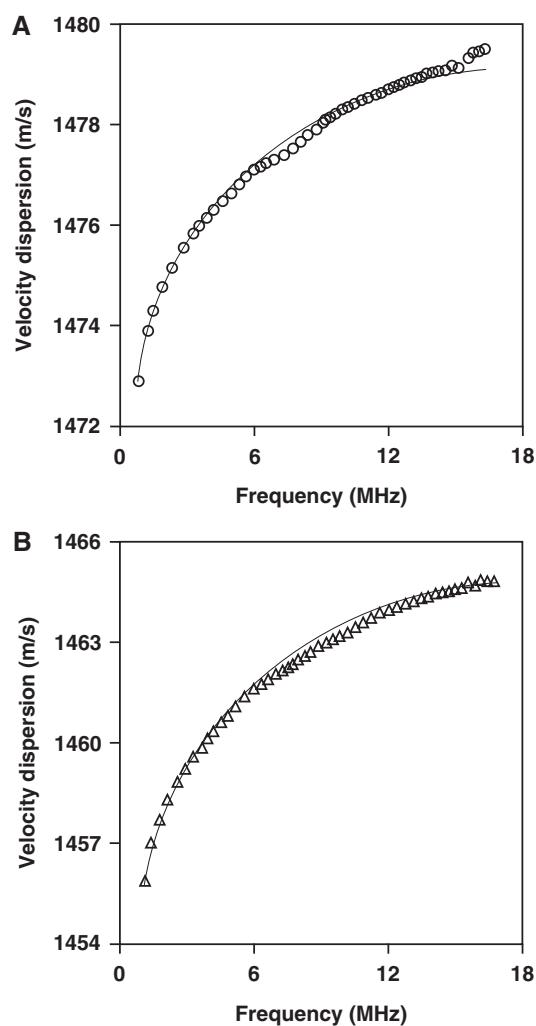 A
1480
1478
1476
1474
1472
Velocity dispersion (m/s)
0 6 12 18
Frequency (MHz)
B
1466
1463
1460
1457
1454
Velocity dispersion (m/s)
0 6 12 18
Frequency (MHz)